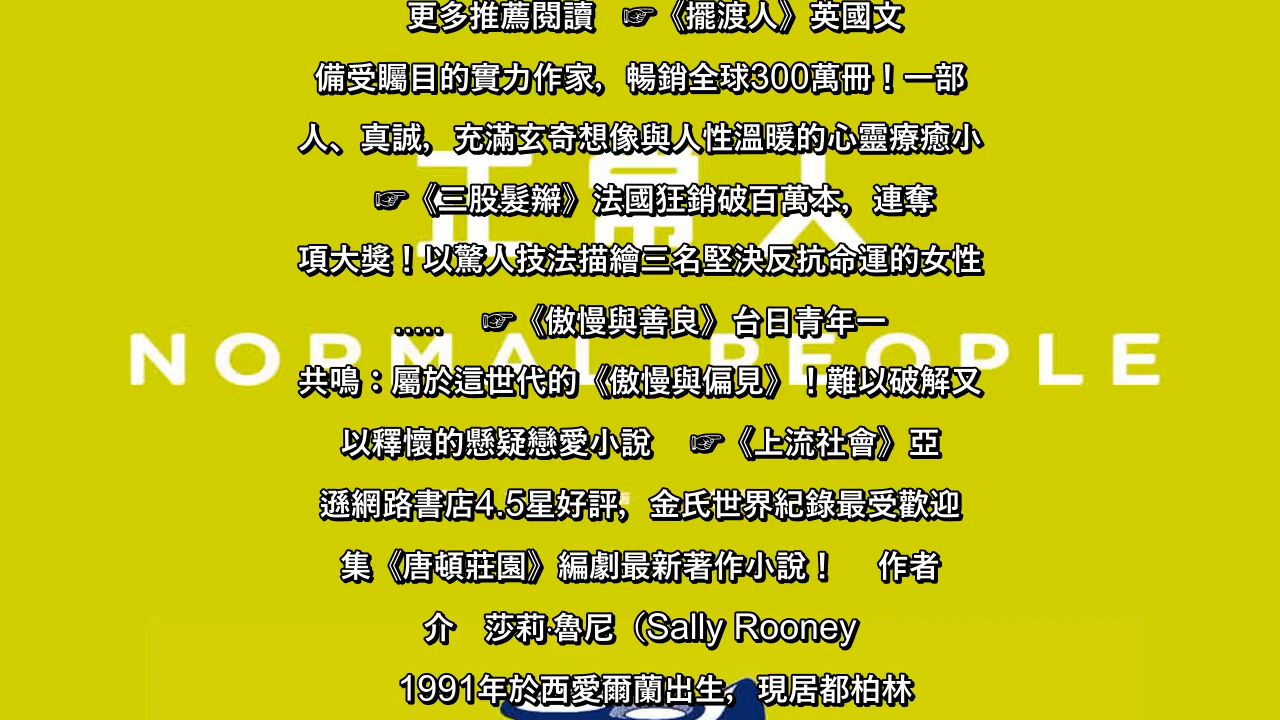 更多推薦閱讀 ☞《擺渡人》英國文
備受矚目的實力作家，暢銷全球300萬冊！一部
人、真誠，充滿玄奇想像與人性溫暖的心靈療癒小
正常人
☞《三股髮辮》法國狂銷破百萬本，連奪
項大獎！以驚人技法描繪三名堅決反抗命運的女性
..... ☞《傲慢與善良》台日青年一
NORMAL PEOPLE
共鳴：屬於這世代的《傲慢與偏見》！難以破解又
以釋懷的懸疑戀愛小說 ☞《上流社會》亞
遜網路書店4.5星好評，金氏世界紀錄最受歡迎
集《唐頓莊園》編劇最新著作小說！ 作者
介 莎莉·魯尼（Sally Rooney
1991年於西愛爾蘭出生，現居都柏林